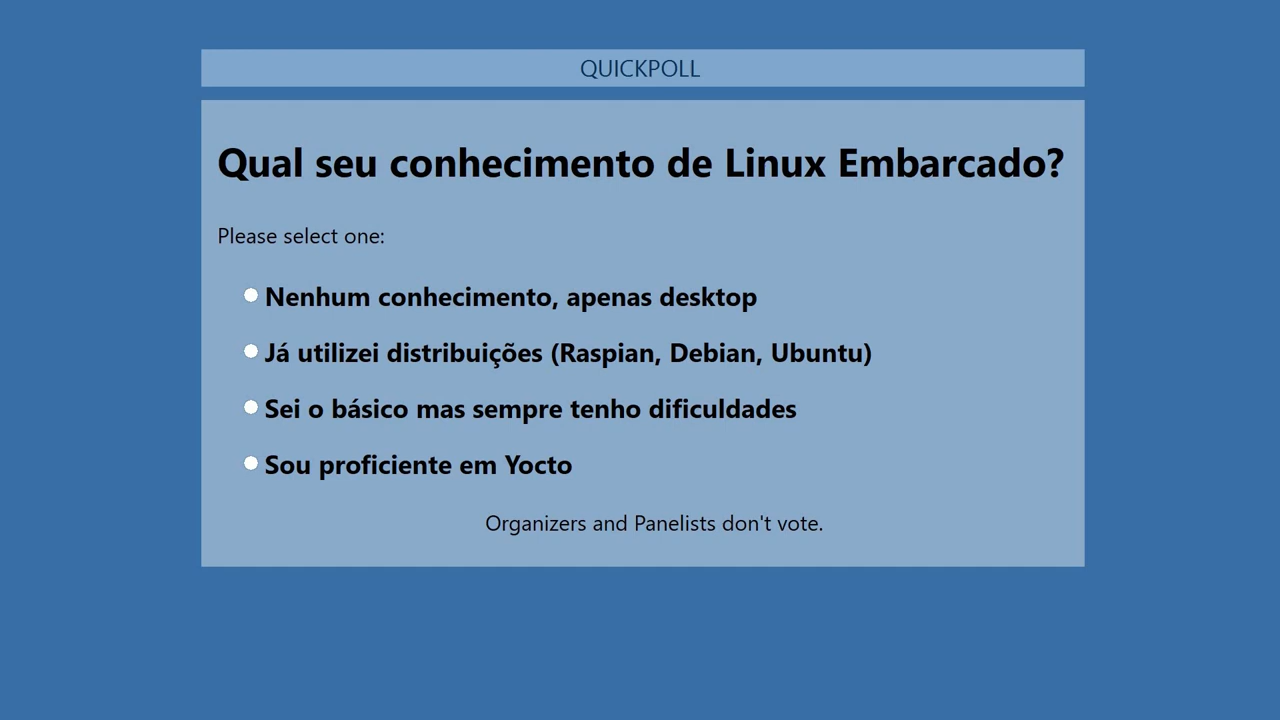 QUICKPOLL
Qual seu conhecimento de Linux Embarcado?
Please select one:
Nenhum conhecimento, apenas desktop
Já utilizei distribuições (Raspian, Debian, Ubuntu)
Sei o básico mas sempre tenho dificuldades
Sou proficiente em Yocto
Organizers and Panelists don't vote.